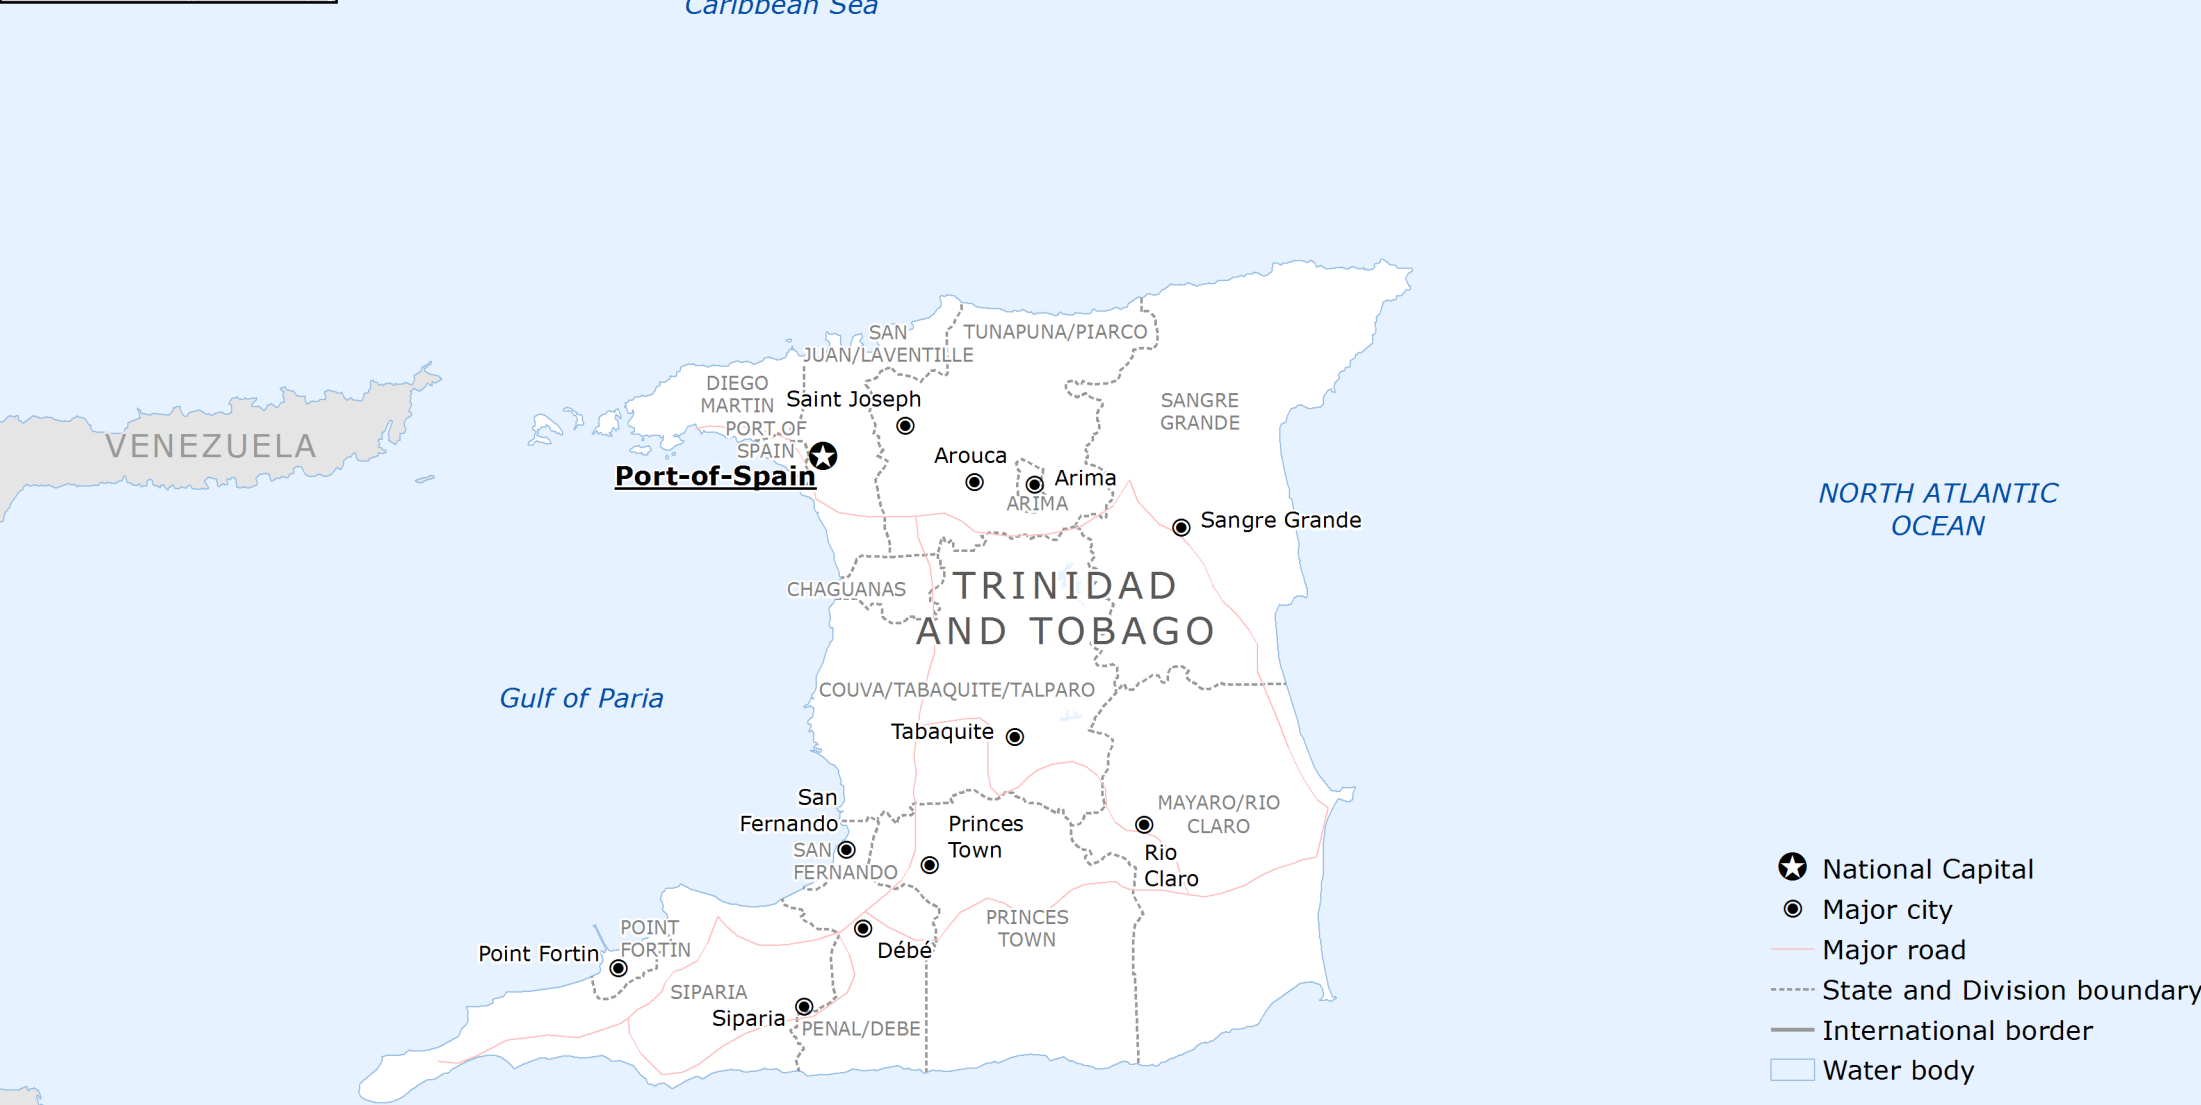 Caribbean Sea
SAN
JUAN/LAVENTILLE
TUNAPUNA/PIARCO
DIEGO
MARTIN
Saint Joseph
SANGRE
GRANDE
PORT OF
SPAIN
VENEZUELA
Port-of-Spain
Arouca
Arima
ARIMA
Sangre Grande
NORTH ATLANTIC
OCEAN
CHAGUANAS
TRINIDAD
AND TOBAGO
Gulf of Paria
COUVA/TABAQUITE/TALPARO
Tabaquite
San
Fernando
SAN
FERNANDO
Princes
Town
MAYARO/RIO
CLARO
Rio
Claro
POINT
FORTIN
Point Fortin
Débé
PRINCES
TOWN
SIPARIA
Siparia
PENAL/DEBE
National Capital
Major city
Major road
State and Division boundary
International border
Water body